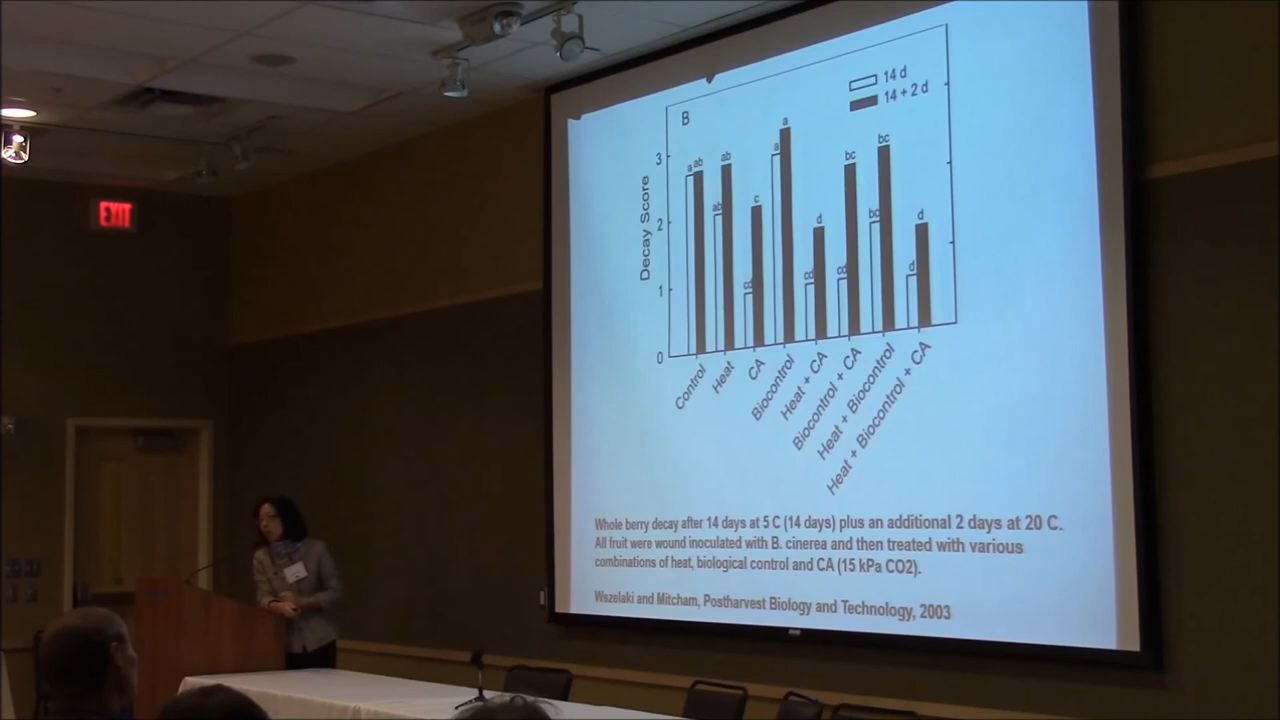 EXIT
B
14 d
14 + 2 d
Decay Score
3
2
1
0
a ab
ab ab
cd c
a a
cd d
cd bc
bc bc
d d
Control
Heat
CA
Biocontrol
Heat + CA
Biocontrol + CA
Heat + Biocontrol
Heat + Biocontrol + CA
Whole berry decay after 14 days at 5 C (14 days) plus an additional 2 days at 20 C.
All fruit were wound inoculated with B. cinerea and then treated with various
combinations of heat, biological control and CA (15 kPa CO2).
Wszelaki and Mitcham, Postharvest Biology and Technology, 2003